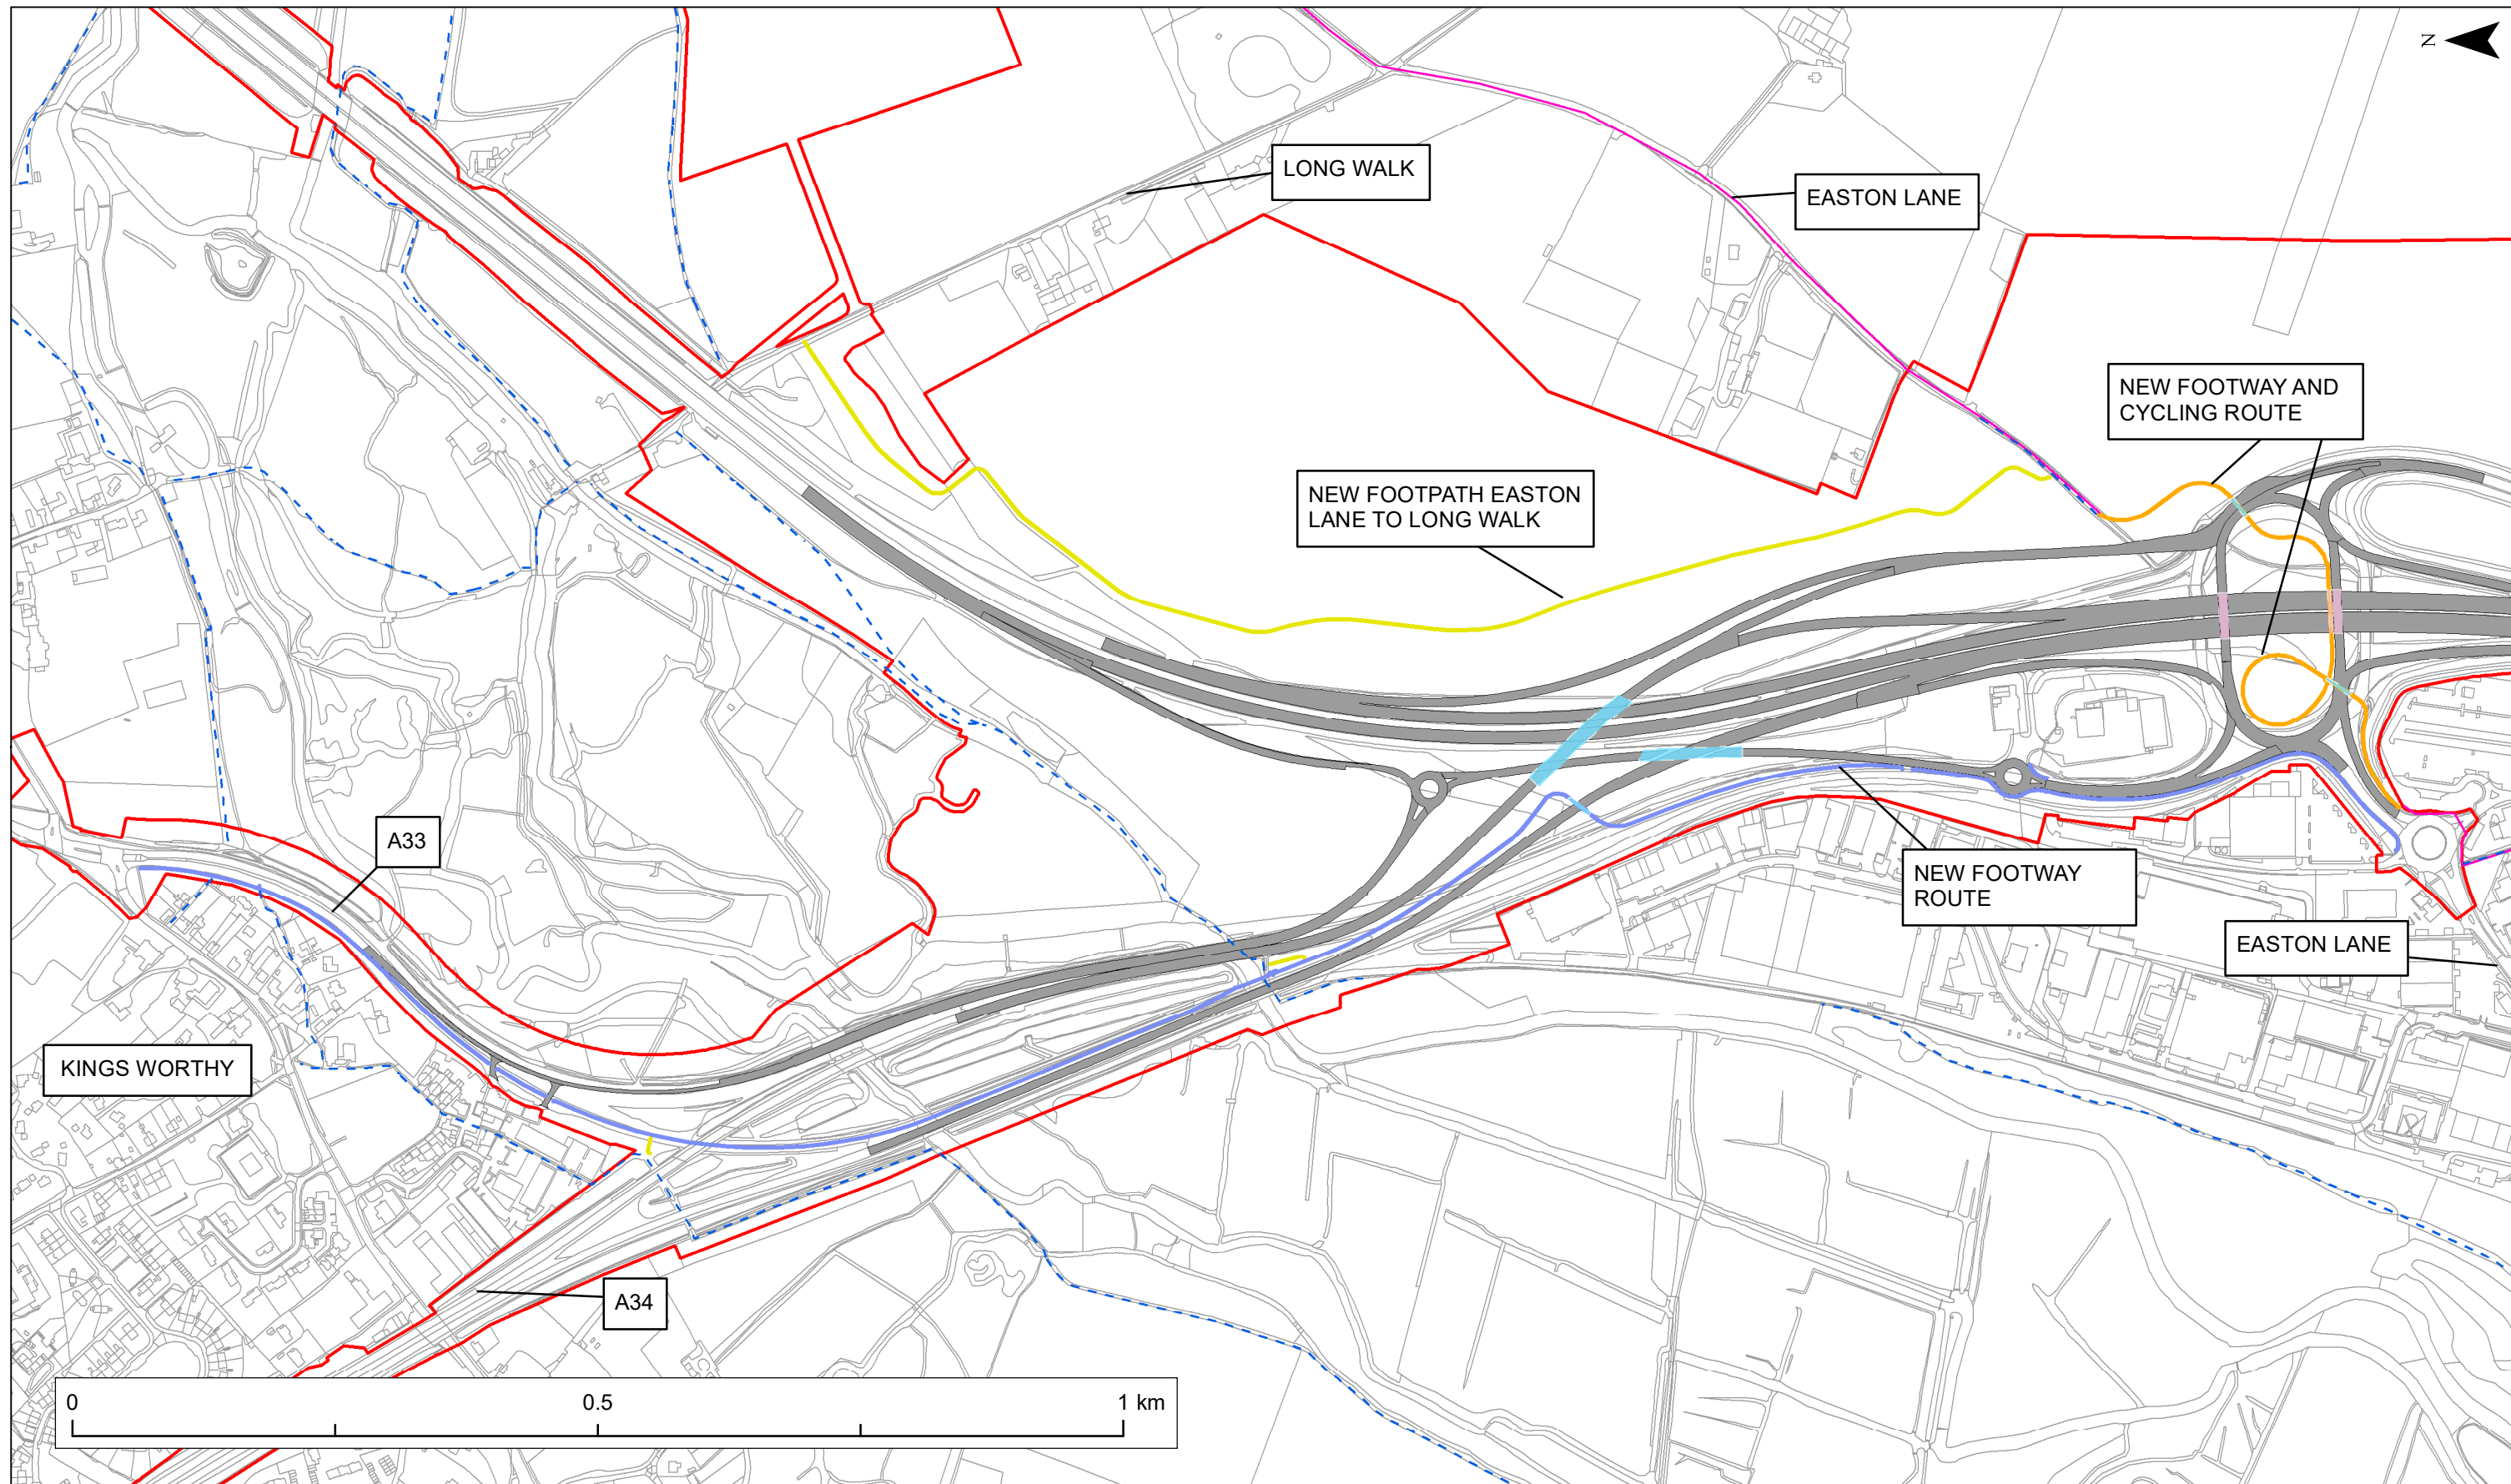 N
LONG WALK
EASTON LANE
NEW FOOTWAY AND
CYCLING ROUTE
NEW FOOTPATH EASTON
LANE TO LONG WALK
A33
NEW FOOTWAY
ROUTE
EASTON LANE
KINGS WORTHY
A34
0 0.5 1 km